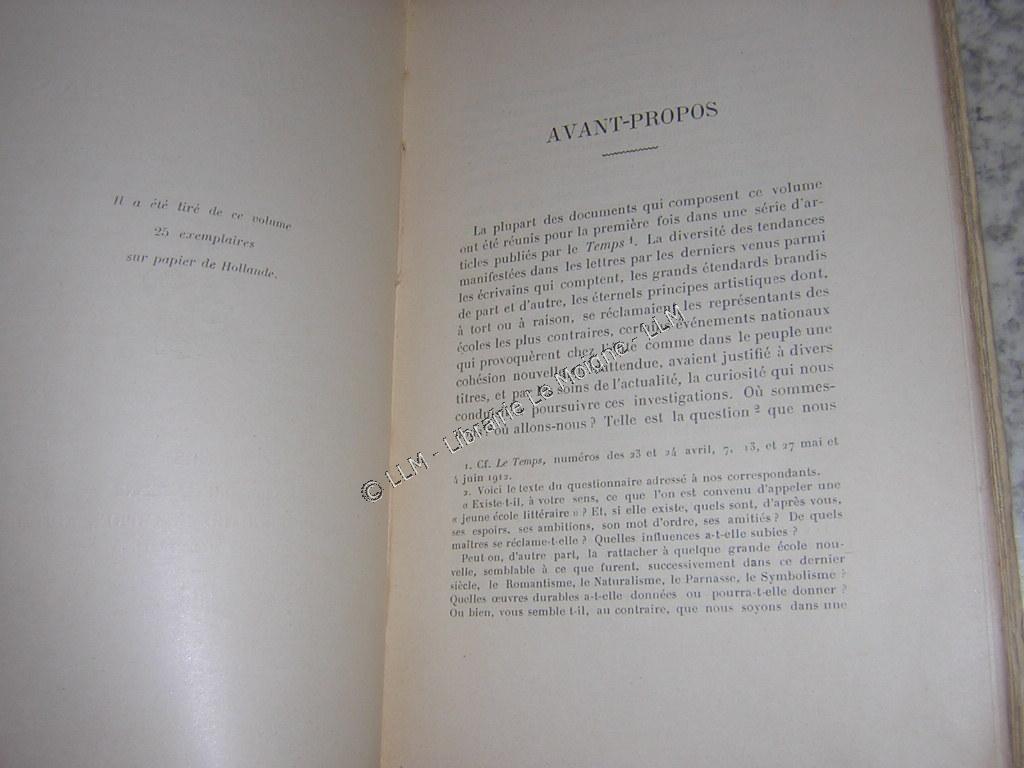 Il a été tiré de ce volume
25 exemplaires
sur papier de Hollande.
AVANT-PROPOS
La plupart des documents qui composent ce volume
ont été réunis pour la première fois dans une série d'ar-
ticles publiés par le Temps 1. La diversité des tendances
manifestées dans les lettres par les derniers venus parmi
les écrivains qui comptent, les grands étendards brandis
de part et d'autre, les éternels principes artistiques dont,
à tort ou à raison, se réclamaient les représentants des
écoles les plus contraires, certains événements nationaux
qui provoquèrent chez l'élite comme dans le peuple une
cohésion nouvelle et inattendue, avaient justifié à divers
titres, et par les soins de l'actualité, la curiosité qui nous
à poursuivre ces investigations. Où sommes-
où allons-nous ? Telle est la question 2 que nous
1. Cf. Le Temps, numéros des 23 et 24 avril, 7, 13, et 27 mai et
4 juin 1912.
2. Voici le texte du questionnaire adressé à nos correspondants.
« Existe-t-il, à votre sens, ce que l'on est convenu d'appeler une
« jeune école littéraire » ? Et, si elle existe, quels sont, d'après vous,
ses espoirs, ses ambitions, son mot d'ordre, ses amitiés ? De quels
maîtres se réclame-t-elle ? Quelles influences a-t-elle subies ?
Peut-on, d'autre part, la rattacher à quelque grande école nou-
velle, semblable à ce que furent, successivement dans ce dernier
siècle, le Romantisme, le Naturalisme, le Parnasse, le Symbolisme ?
Quelles œuvres durables a-t-elle données ou pourra-t-elle donner ?
Ou bien, vous semble t-il, au contraire, que nous soyons dans une
© LLM - Librairie Le Moione - LLM